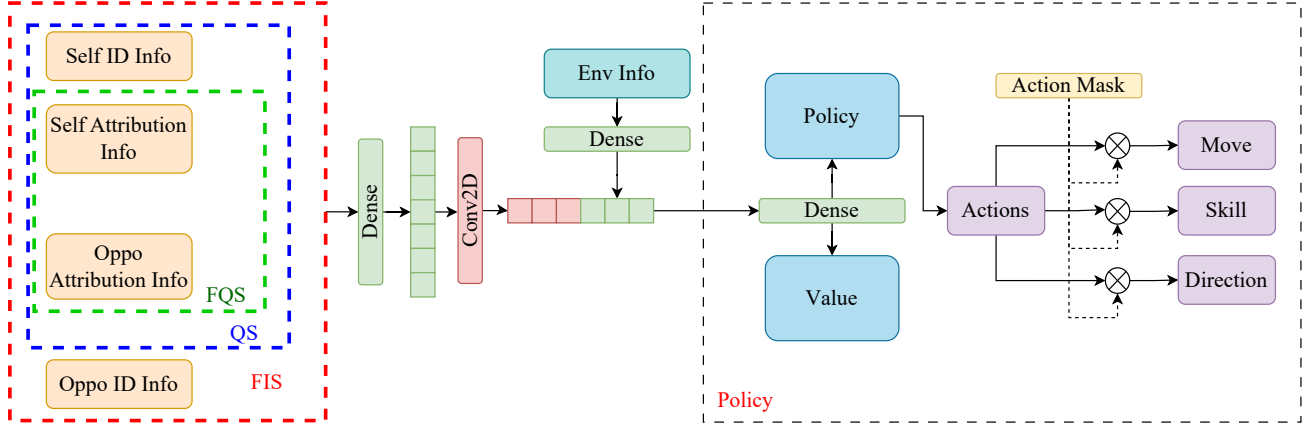 Self ID Info
Self Attribution
Info
Oppo
Attribution Info
FQS
QS
Oppo ID Info
FIS
Dense
Conv2D
Env Info
Dense
Policy
Dense
Value
Actions
Action Mask
Move
Skill
Direction
Policy